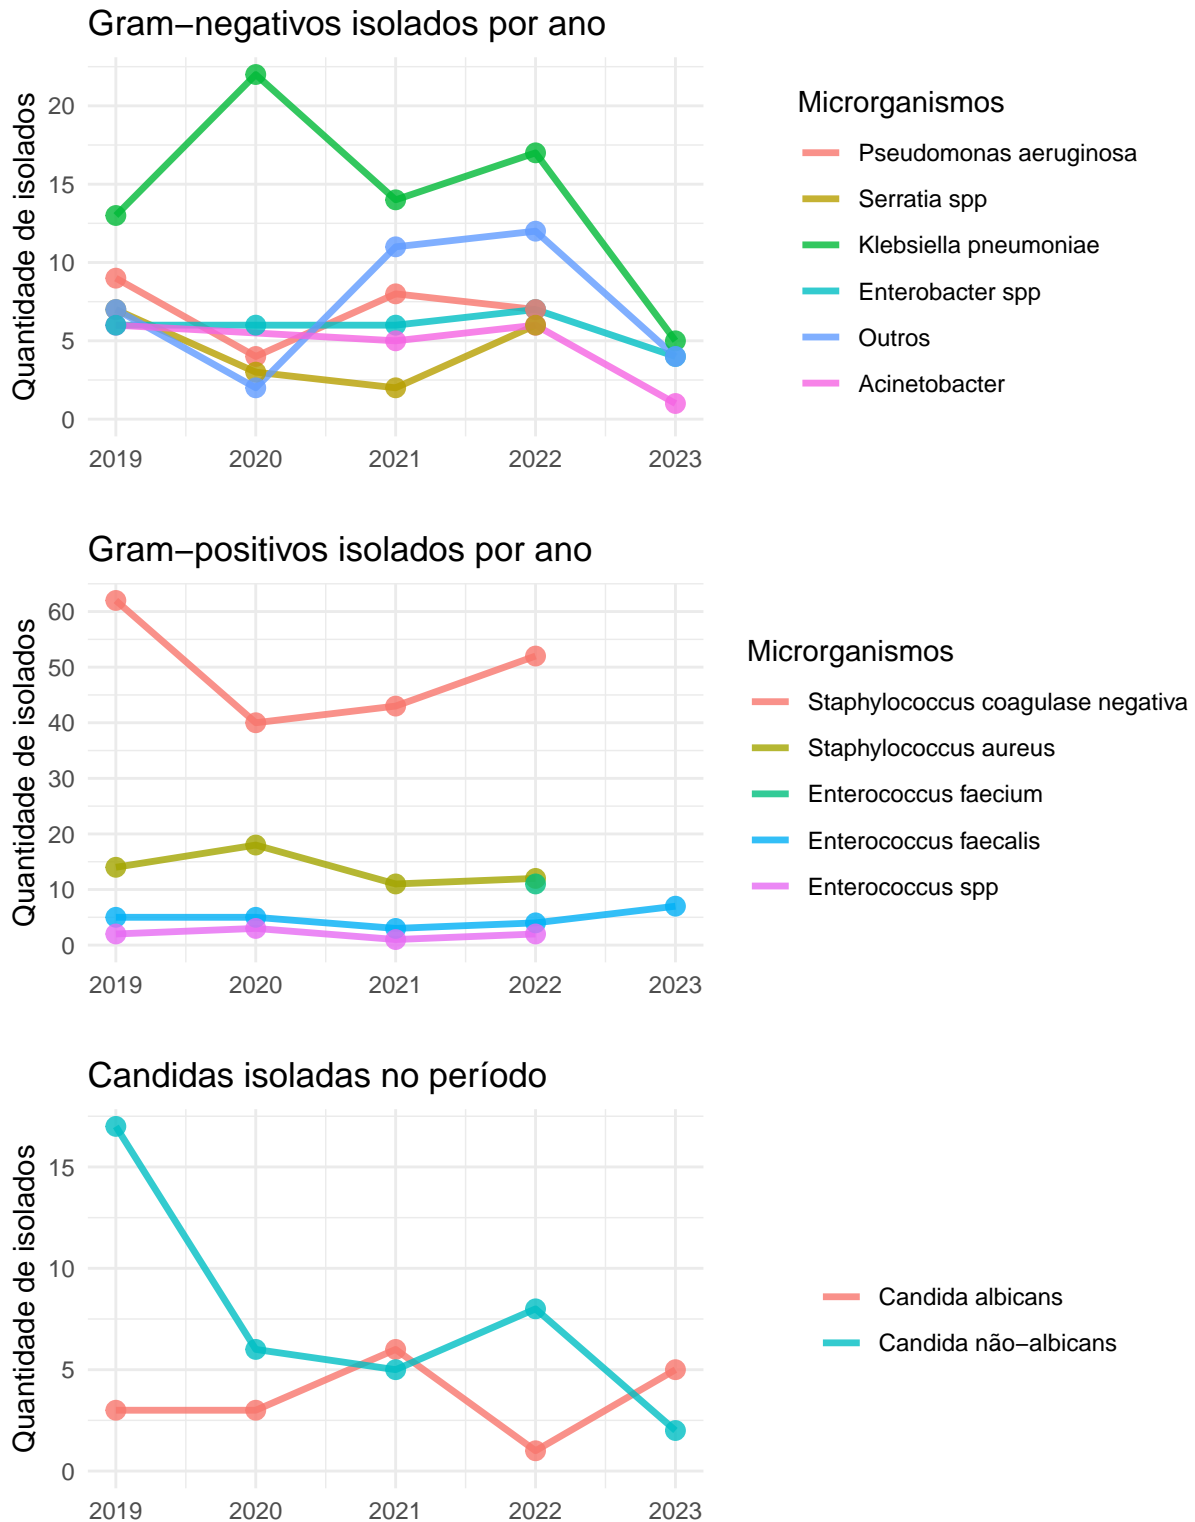 Gram−negativos isolados por ano
Quantidade de isolados
20
15
10
5
0
2019 2020 2021 2022 2023
Microrganismos
Pseudomonas aeruginosa
Serratia spp
Klebsiella pneumoniae
Enterobacter spp
Outros
Acinetobacter
Gram−positivos isolados por ano
Quantidade de isolados
60
50
40
30
20
10
0
2019 2020 2021 2022 2023
Microrganismos
Staphylococcus coagulase negativa
Staphylococcus aureus
Enterococcus faecium
Enterococcus faecalis
Enterococcus spp
Candidas isoladas no período
Quantidade de isolados
15
10
5
0
2019 2020 2021 2022 2023
Candida albicans
Candida não−albicans